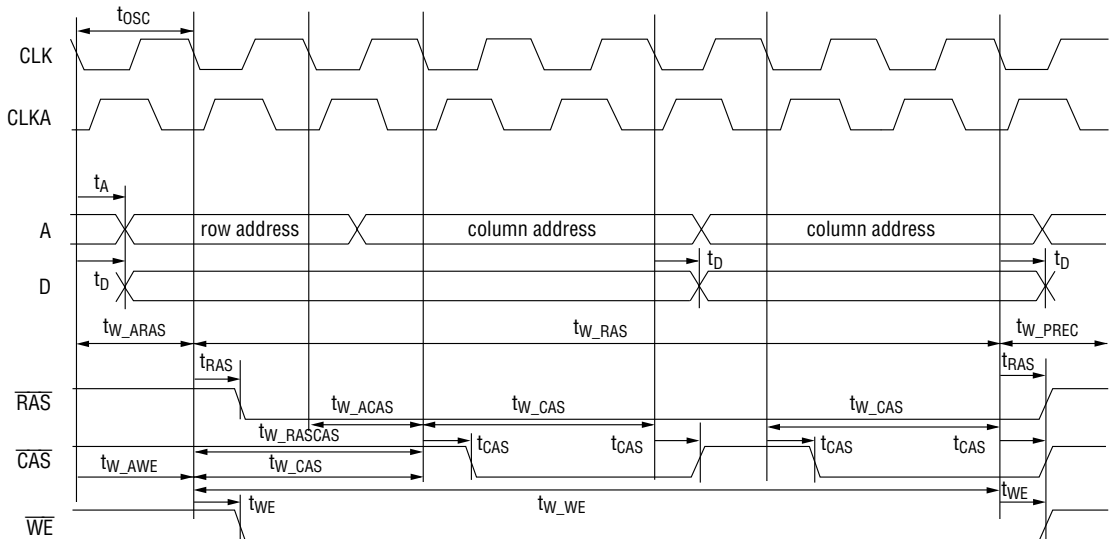 tOSC
CLK
CLKA
tA
A row address column address column address
tD tD tD
D
tW_ARAS tW_RAS tW_PREC
tRAS tRAS
RAS
tW_ACAS tW_CAS tW_CAS
tW_RASCAS tCAS tCAS tCAS tCAS
CAS
tW_AWE tW_CAS
tWE tW_WE tWE
WE